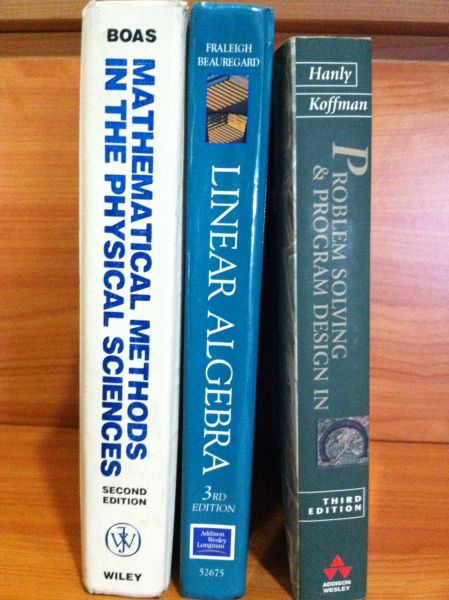 BOAS
MATHEMATICAL METHODS
IN THE PHYSICAL SCIENCES
SECOND
EDITION
WILEY
FRALEIGH
BEAUREGARD
LINEAR ALGEBRA
3RD
EDITION
Addison
Wesley
Longman
52675
Hanly
Koffman
PROBLEM SOLVING
& PROGRAM DESIGN IN
C
THIRD
EDITION
ADDISON
WESLEY